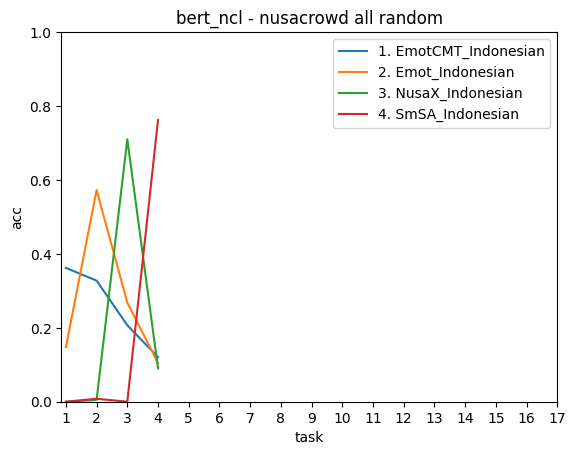 bert_ncl - nusacrowd all random
1.0
0.8
0.6
0.4
0.2
0.0
acc
1. EmotCMT_Indonesian
2. Emot_Indonesian
3. NusaX_Indonesian
4. SmSA_Indonesian
1 2 3 4 5 6 7 8 9 10 11 12 13 14 15 16 17
task